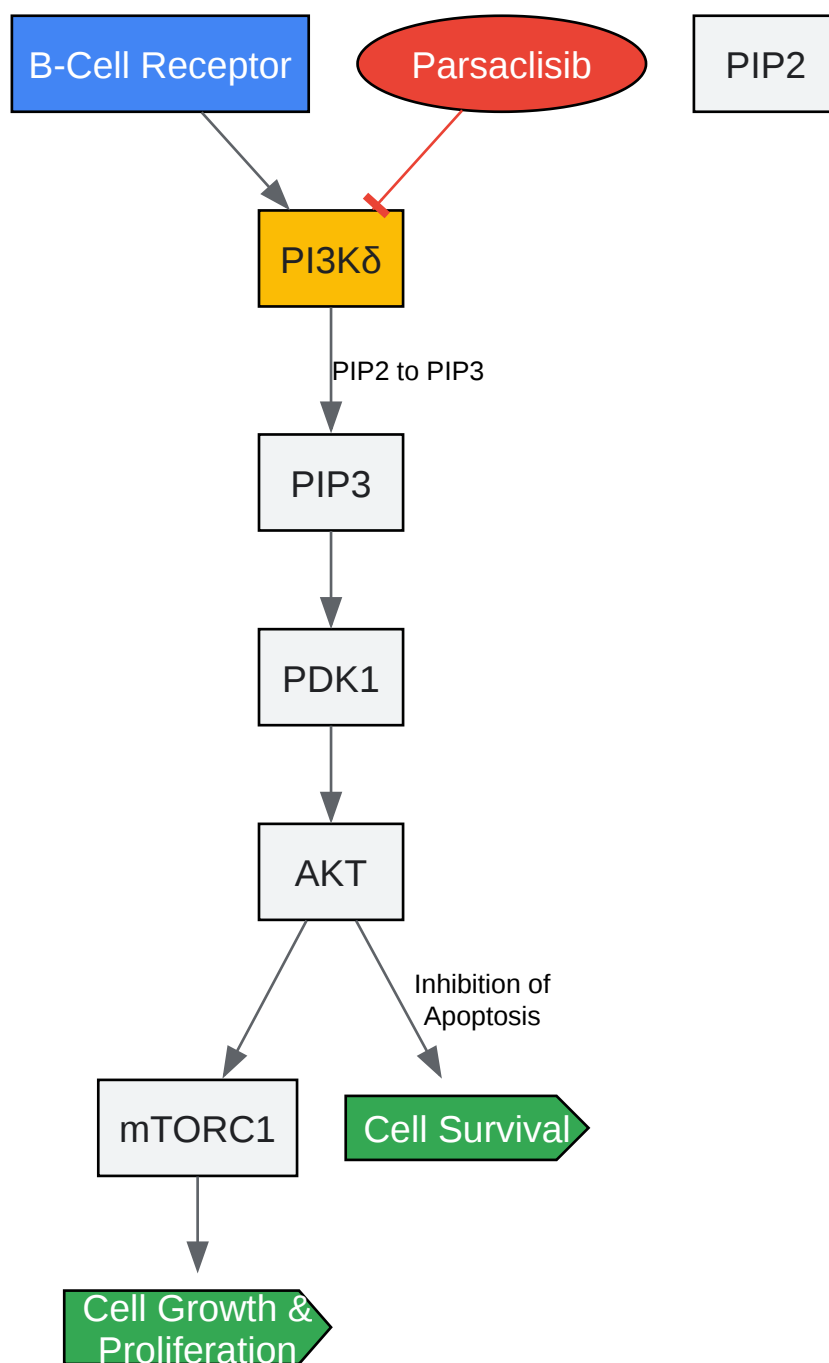 B-Cell Receptor
Parsaclisib
PIP2
PI3Kδ
PIP2 to PIP3
PIP3
PDK1
AKT
Inhibition of
Apoptosis
mTORC1
Cell Survival
Cell Growth &
Proliferation